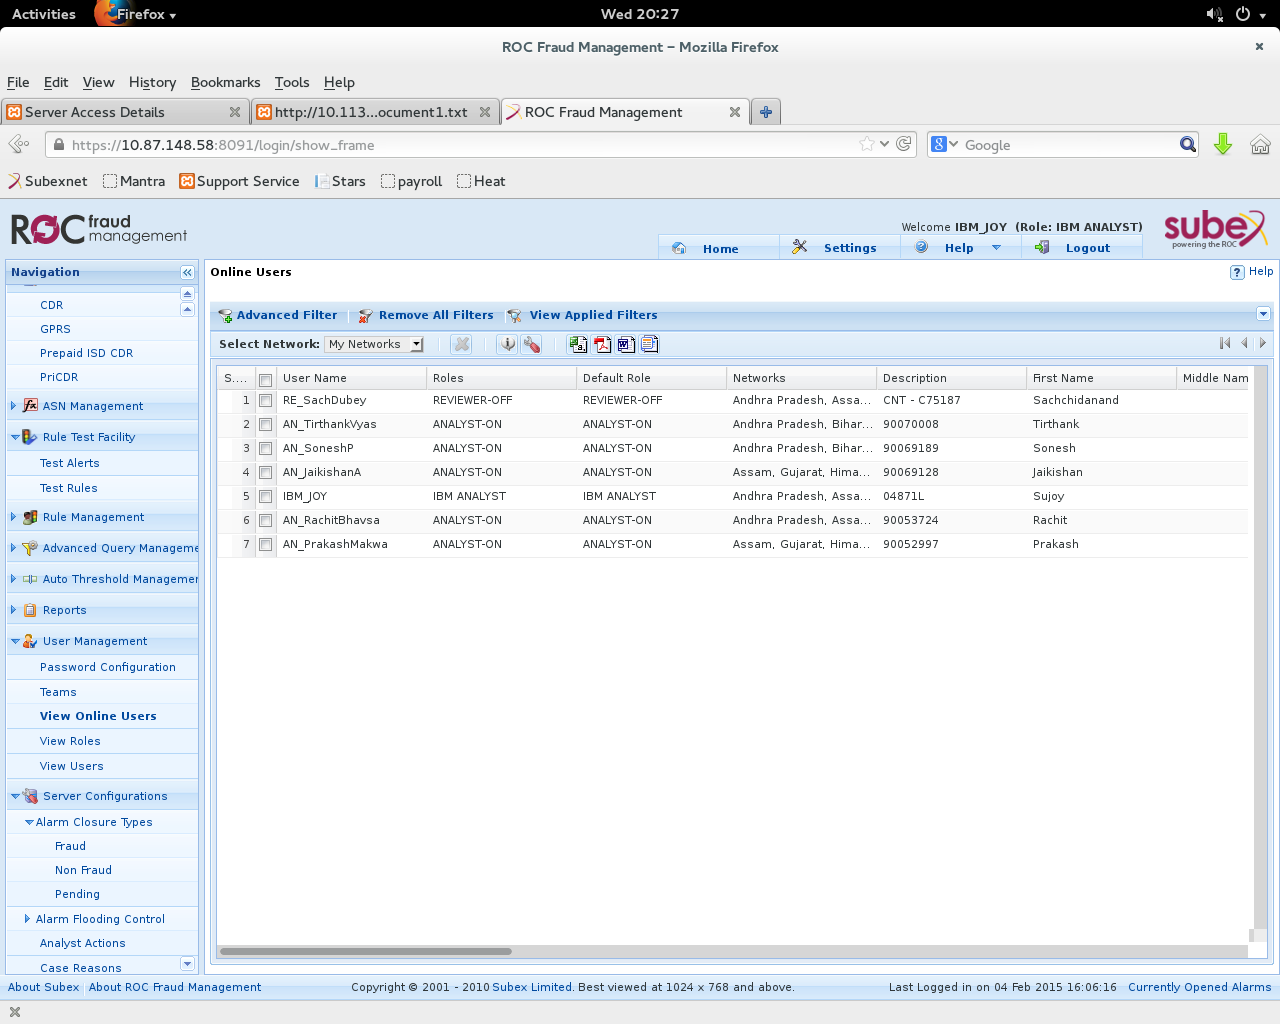 Activities Firefox Wed 20:27
ROC Fraud Management – Mozilla Firefox
File Edit View History Bookmarks Tools Help
Server Access Details http://10.113...ocument1.txt ROC Fraud Management
https://10.87.148.58:8091/login/show_frame Google
Subexnet Mantra Support Service Stars payroll Heat
ROC fraud management
Welcome IBM_JOY (Role: IBM ANALYST)
subex
powering the ROC
Home Settings Help Logout
Navigation
Online Users
Help
CDR
GPRS
Prepaid ISD CDR
PriCDR
ASN Management
Rule Test Facility
Test Alerts
Test Rules
Rule Management
Advanced Query Manageme
Auto Threshold Managemen
Reports
User Management
Password Configuration
Teams
View Online Users
View Roles
View Users
Server Configurations
Alarm Closure Types
Fraud
Non Fraud
Pending
Alarm Flooding Control
Analyst Actions
Case Reasons
Advanced Filter Remove All Filters View Applied Filters
Select Network: My Networks
S.... User Name Roles Default Role Networks Description First Name Middle Nam
1 RE_SachDubey REVIEWER-OFF REVIEWER-OFF Andhra Pradesh, Assa... CNT - C75187 Sachchidanand
2 AN_TirthankVyas ANALYST-ON ANALYST-ON Andhra Pradesh, Bihar... 90070008 Tirthank
3 AN_SoneshP ANALYST-ON ANALYST-ON Andhra Pradesh, Bihar... 90069189 Sonesh
4 AN_JaikishanA ANALYST-ON ANALYST-ON Assam, Gujarat, Hima... 90069128 Jaikishan
5 IBM_JOY IBM ANALYST IBM ANALYST Andhra Pradesh, Assa... 04871L Sujoy
6 AN_RachitBhavsa ANALYST-ON ANALYST-ON Andhra Pradesh, Assa... 90053724 Rachit
7 AN_PrakashMakwa ANALYST-ON ANALYST-ON Assam, Gujarat, Hima... 90052997 Prakash
About Subex About ROC Fraud Management Copyright © 2001 - 2010 Subex Limited. Best viewed at 1024 x 768 and above. Last Logged in on 04 Feb 2015 16:06:16 Currently Opened Alarms